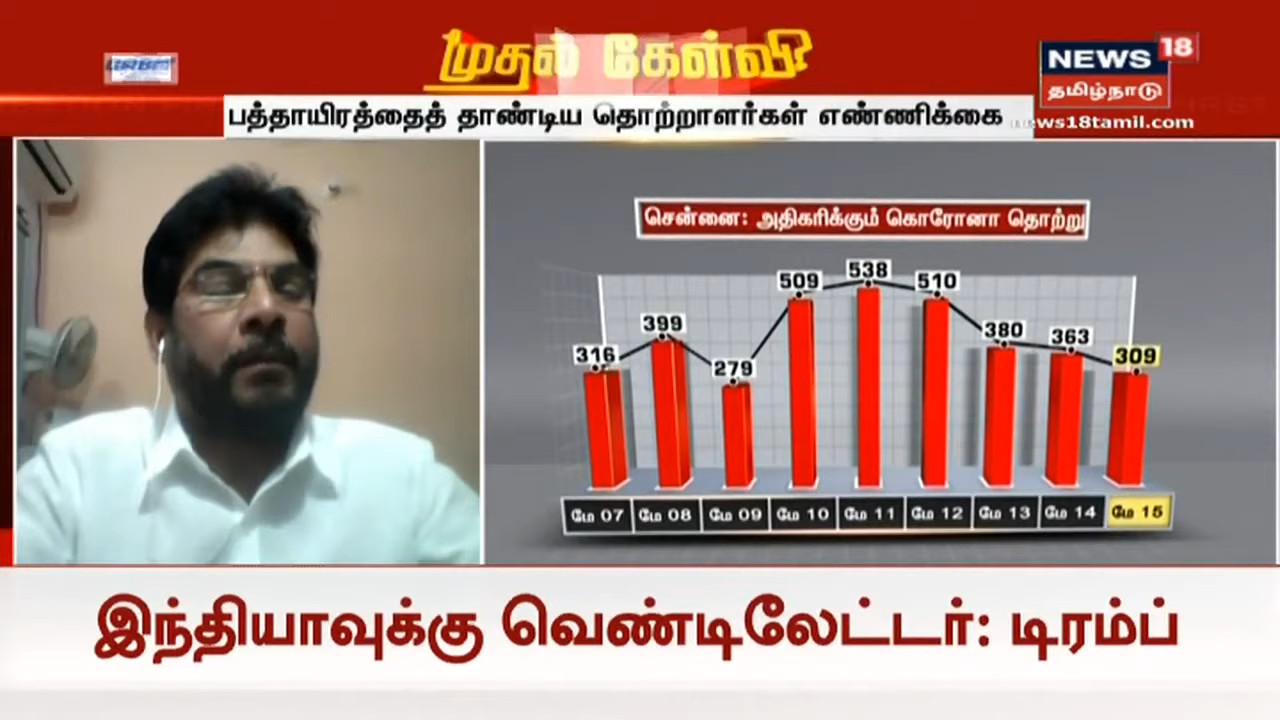 முதல் கேள்வி?
NEWS 18
தமிழ்நாடு
news18tamil.com
பத்தாயிரத்தைத் தாண்டிய தொற்றாளர்கள் எண்ணிக்கை
சென்னை: அதிகரிக்கும் கொரோனா தொற்று
316 399 279 509 538 510 380 363 309
மே 07 மே 08 மே 09 மே 10 மே 11 மே 12 மே 13 மே 14 மே 15
இந்தியாவுக்கு வெண்டிலேட்டர்: டிரம்ப்